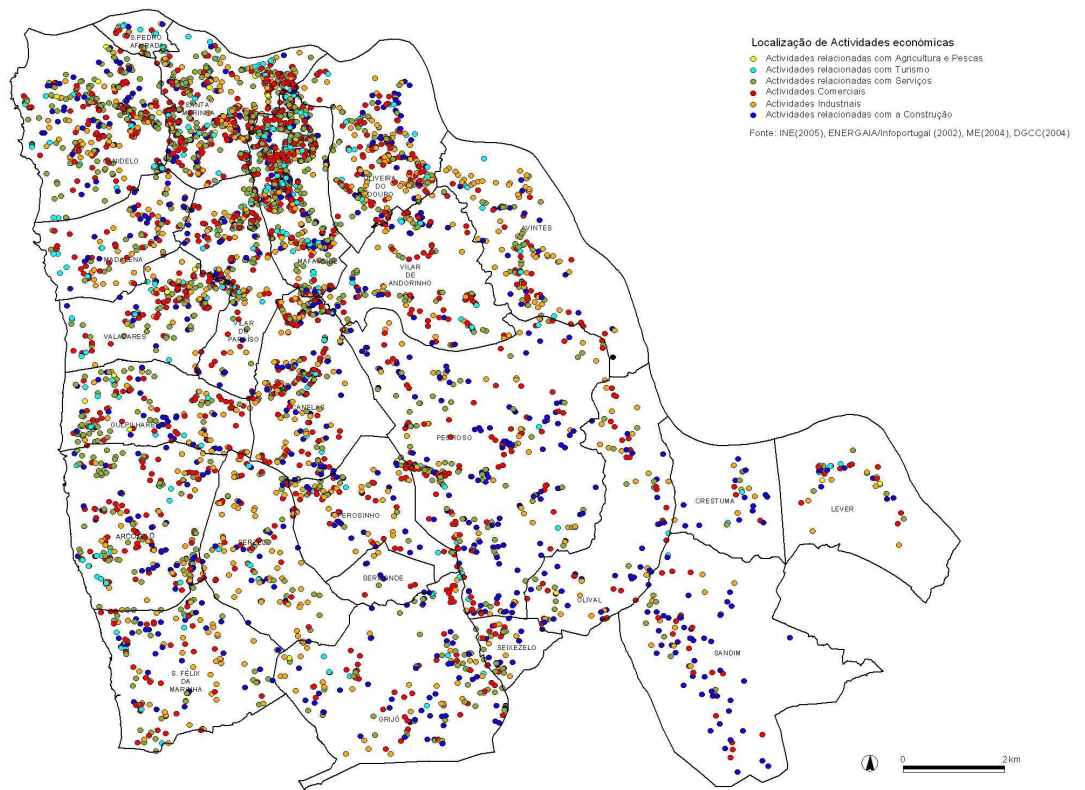 Localização de Actividades económicas
Actividades relacionadas com Agricultura e Pescas
Actividades relacionadas com Turismo
Actividades relacionadas com Serviços
Actividades Comerciais
Actividades Industriais
Actividades relacionadas com a Construção
Fonte: INE(2005), ENERGAIA/Infoportugal (2002), ME(2004), DGCC(2004)
S.PEDRO
AFURADA
SANTA
MARINHA
CANIDELO
OLIVEIRA
DO
DOURO
AVINTES
MADALENA
MAFAMUDE
VILAR
DE
ANDORINHO
VALADARES
VILAR
DO
PARAÍSO
CANELAS
GULPILHARES
PEDROSO
CRESTUMA
LEVER
ARCOZELO
SERZEDO
PEROSINHO
SERMONDE
OLIVAL
SEIXEZELO
SANDIM
S. FÉLIX
DA
MARINHA
GRIJÓ
0 2 km